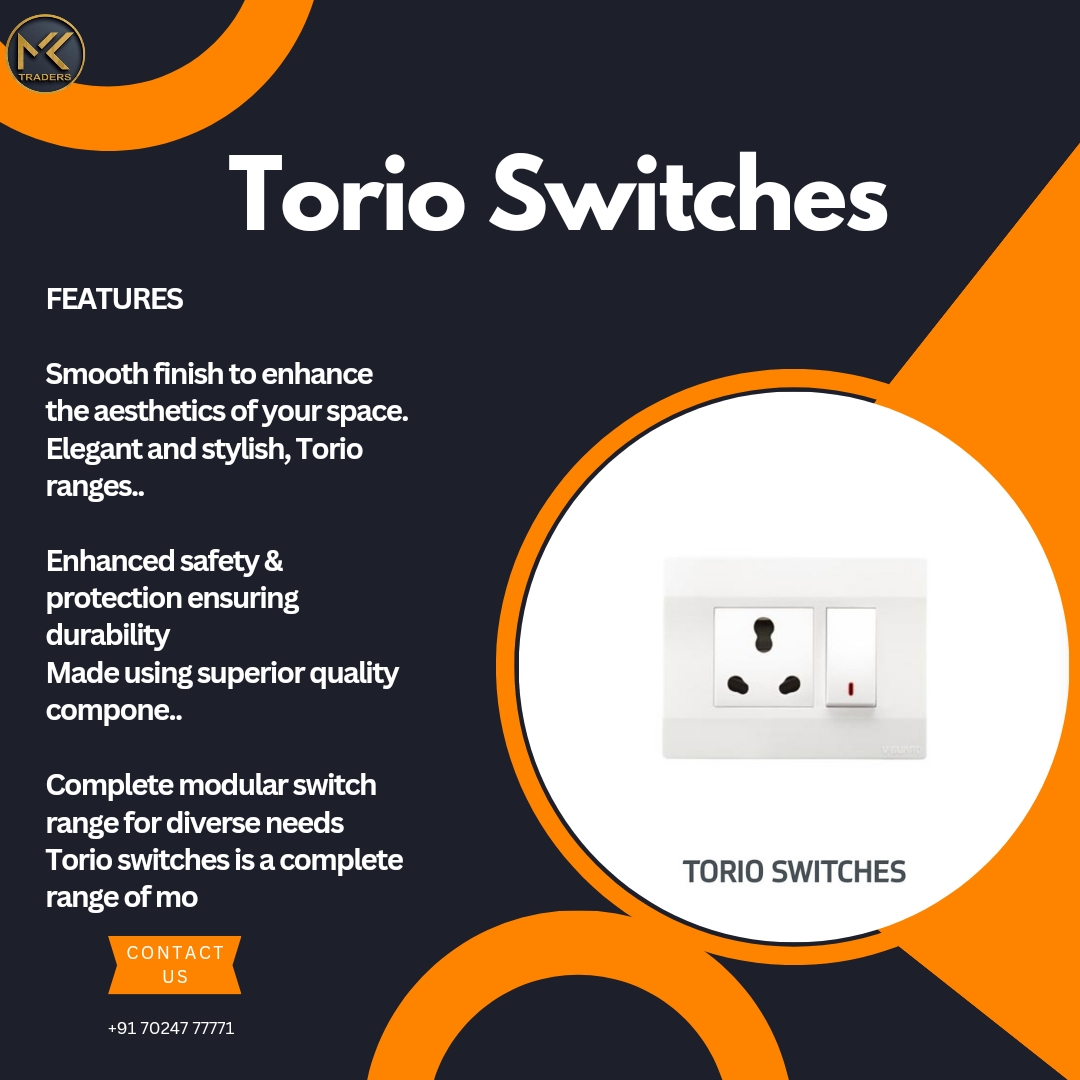 MK
TRADERS
Torio Switches
FEATURES
Smooth finish to enhance
the aesthetics of your space.
Elegant and stylish, Torio
ranges..
Enhanced safety &
protection ensuring
durability
Made using superior quality
compone..
Complete modular switch
range for diverse needs
Torio switches is a complete
range of mo
TORIO SWITCHES
CONTACT
US
+91 70247 77771